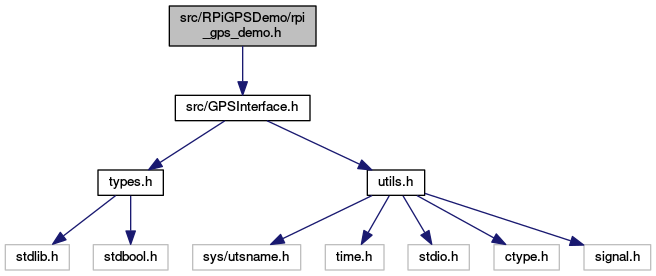 src/RPiGPSDemo/rpi
_gps_demo.h
src/GPSInterface.h
types.h
utils.h
stdlib.h
stdbool.h
sys/utsname.h
time.h
stdio.h
ctype.h
signal.h